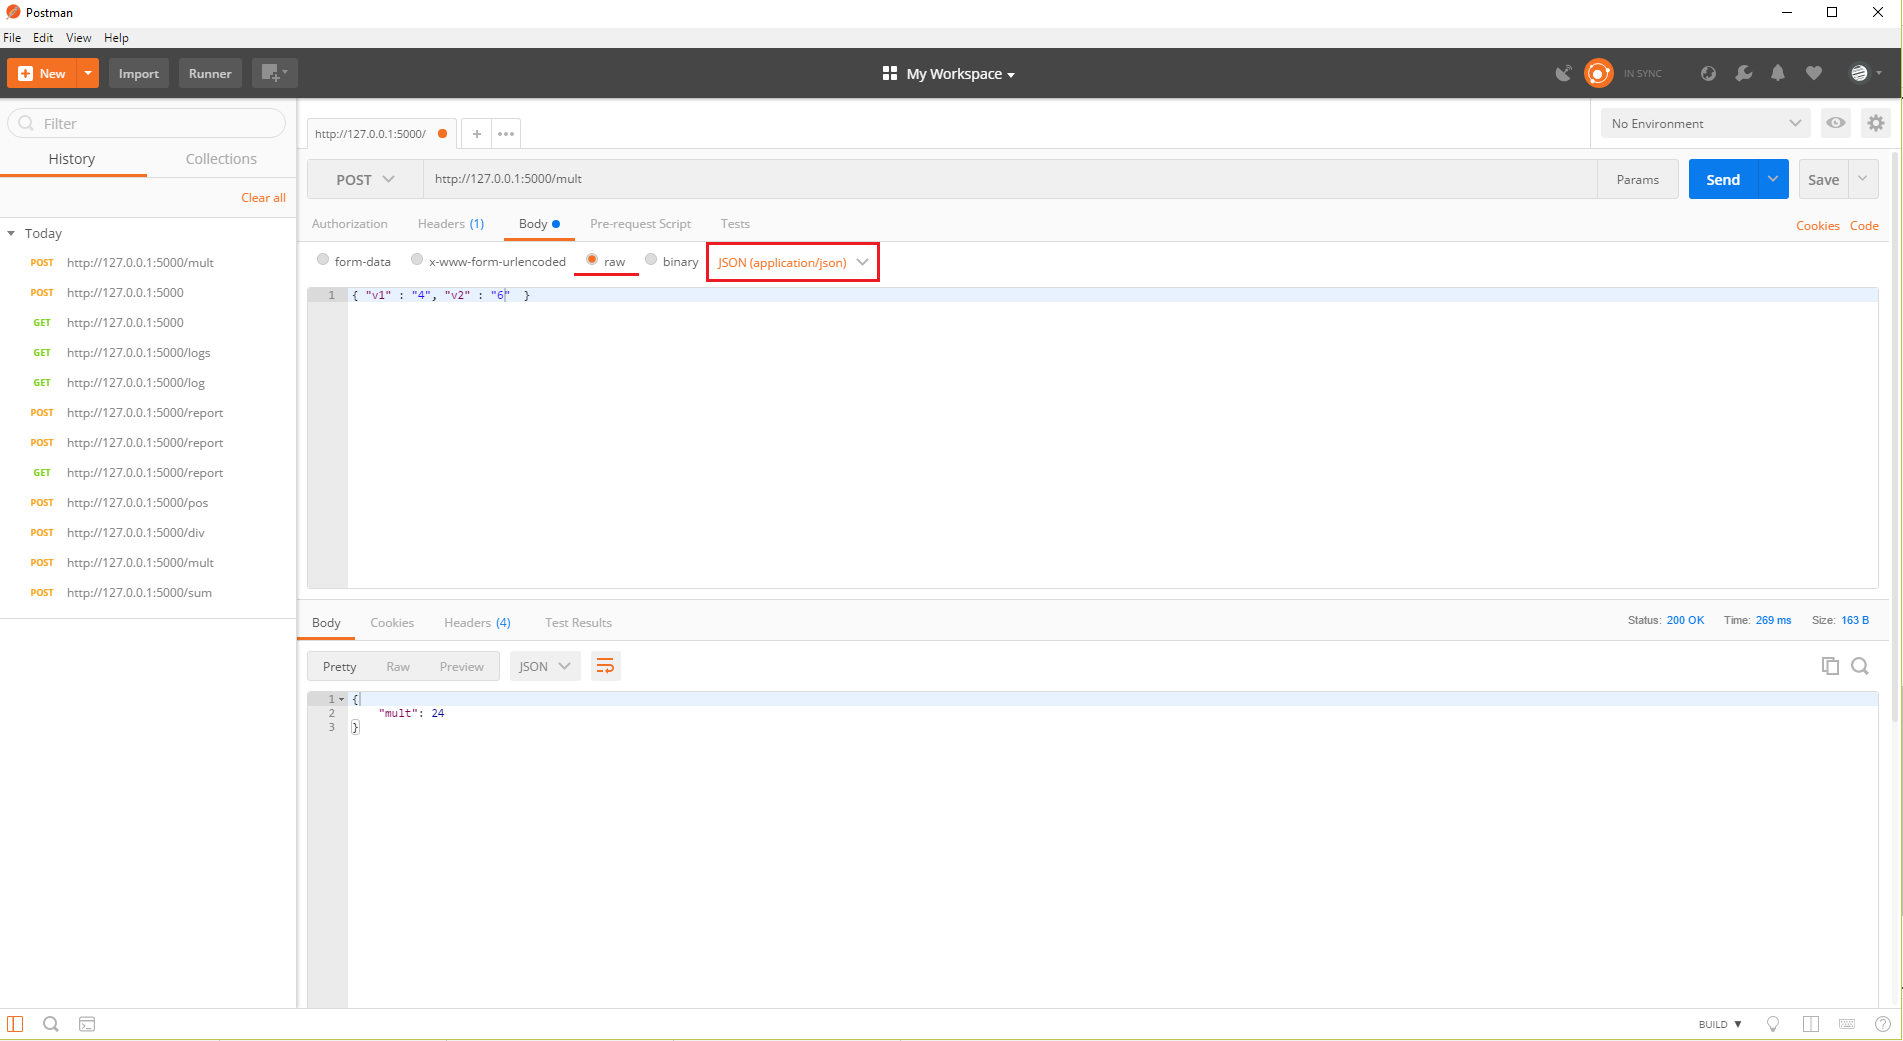 Postman
File Edit View Help
New Import Runner My Workspace IN SYNC
Filter
History Collections
Clear all
Today
POST http://127.0.0.1:5000/mult
POST http://127.0.0.1:5000
GET http://127.0.0.1:5000
GET http://127.0.0.1:5000/logs
GET http://127.0.0.1:5000/log
POST http://127.0.0.1:5000/report
POST http://127.0.0.1:5000/report
GET http://127.0.0.1:5000/report
POST http://127.0.0.1:5000/pos
POST http://127.0.0.1:5000/div
POST http://127.0.0.1:5000/mult
POST http://127.0.0.1:5000/sum
http://127.0.0.1:5000/ + ••• No Environment
POST http://127.0.0.1:5000/mult Params Send Save
Authorization Headers (1) Body Pre-request Script Tests Cookies Code
form-data x-www-form-urlencoded raw binary JSON (application/json)
1 { "v1" : "4", "v2" : "6" }
Body Cookies Headers (4) Test Results Status: 200 OK Time: 269 ms Size: 163 B
Pretty Raw Preview JSON
1 {
2 "mult": 24
3 }
BUILD